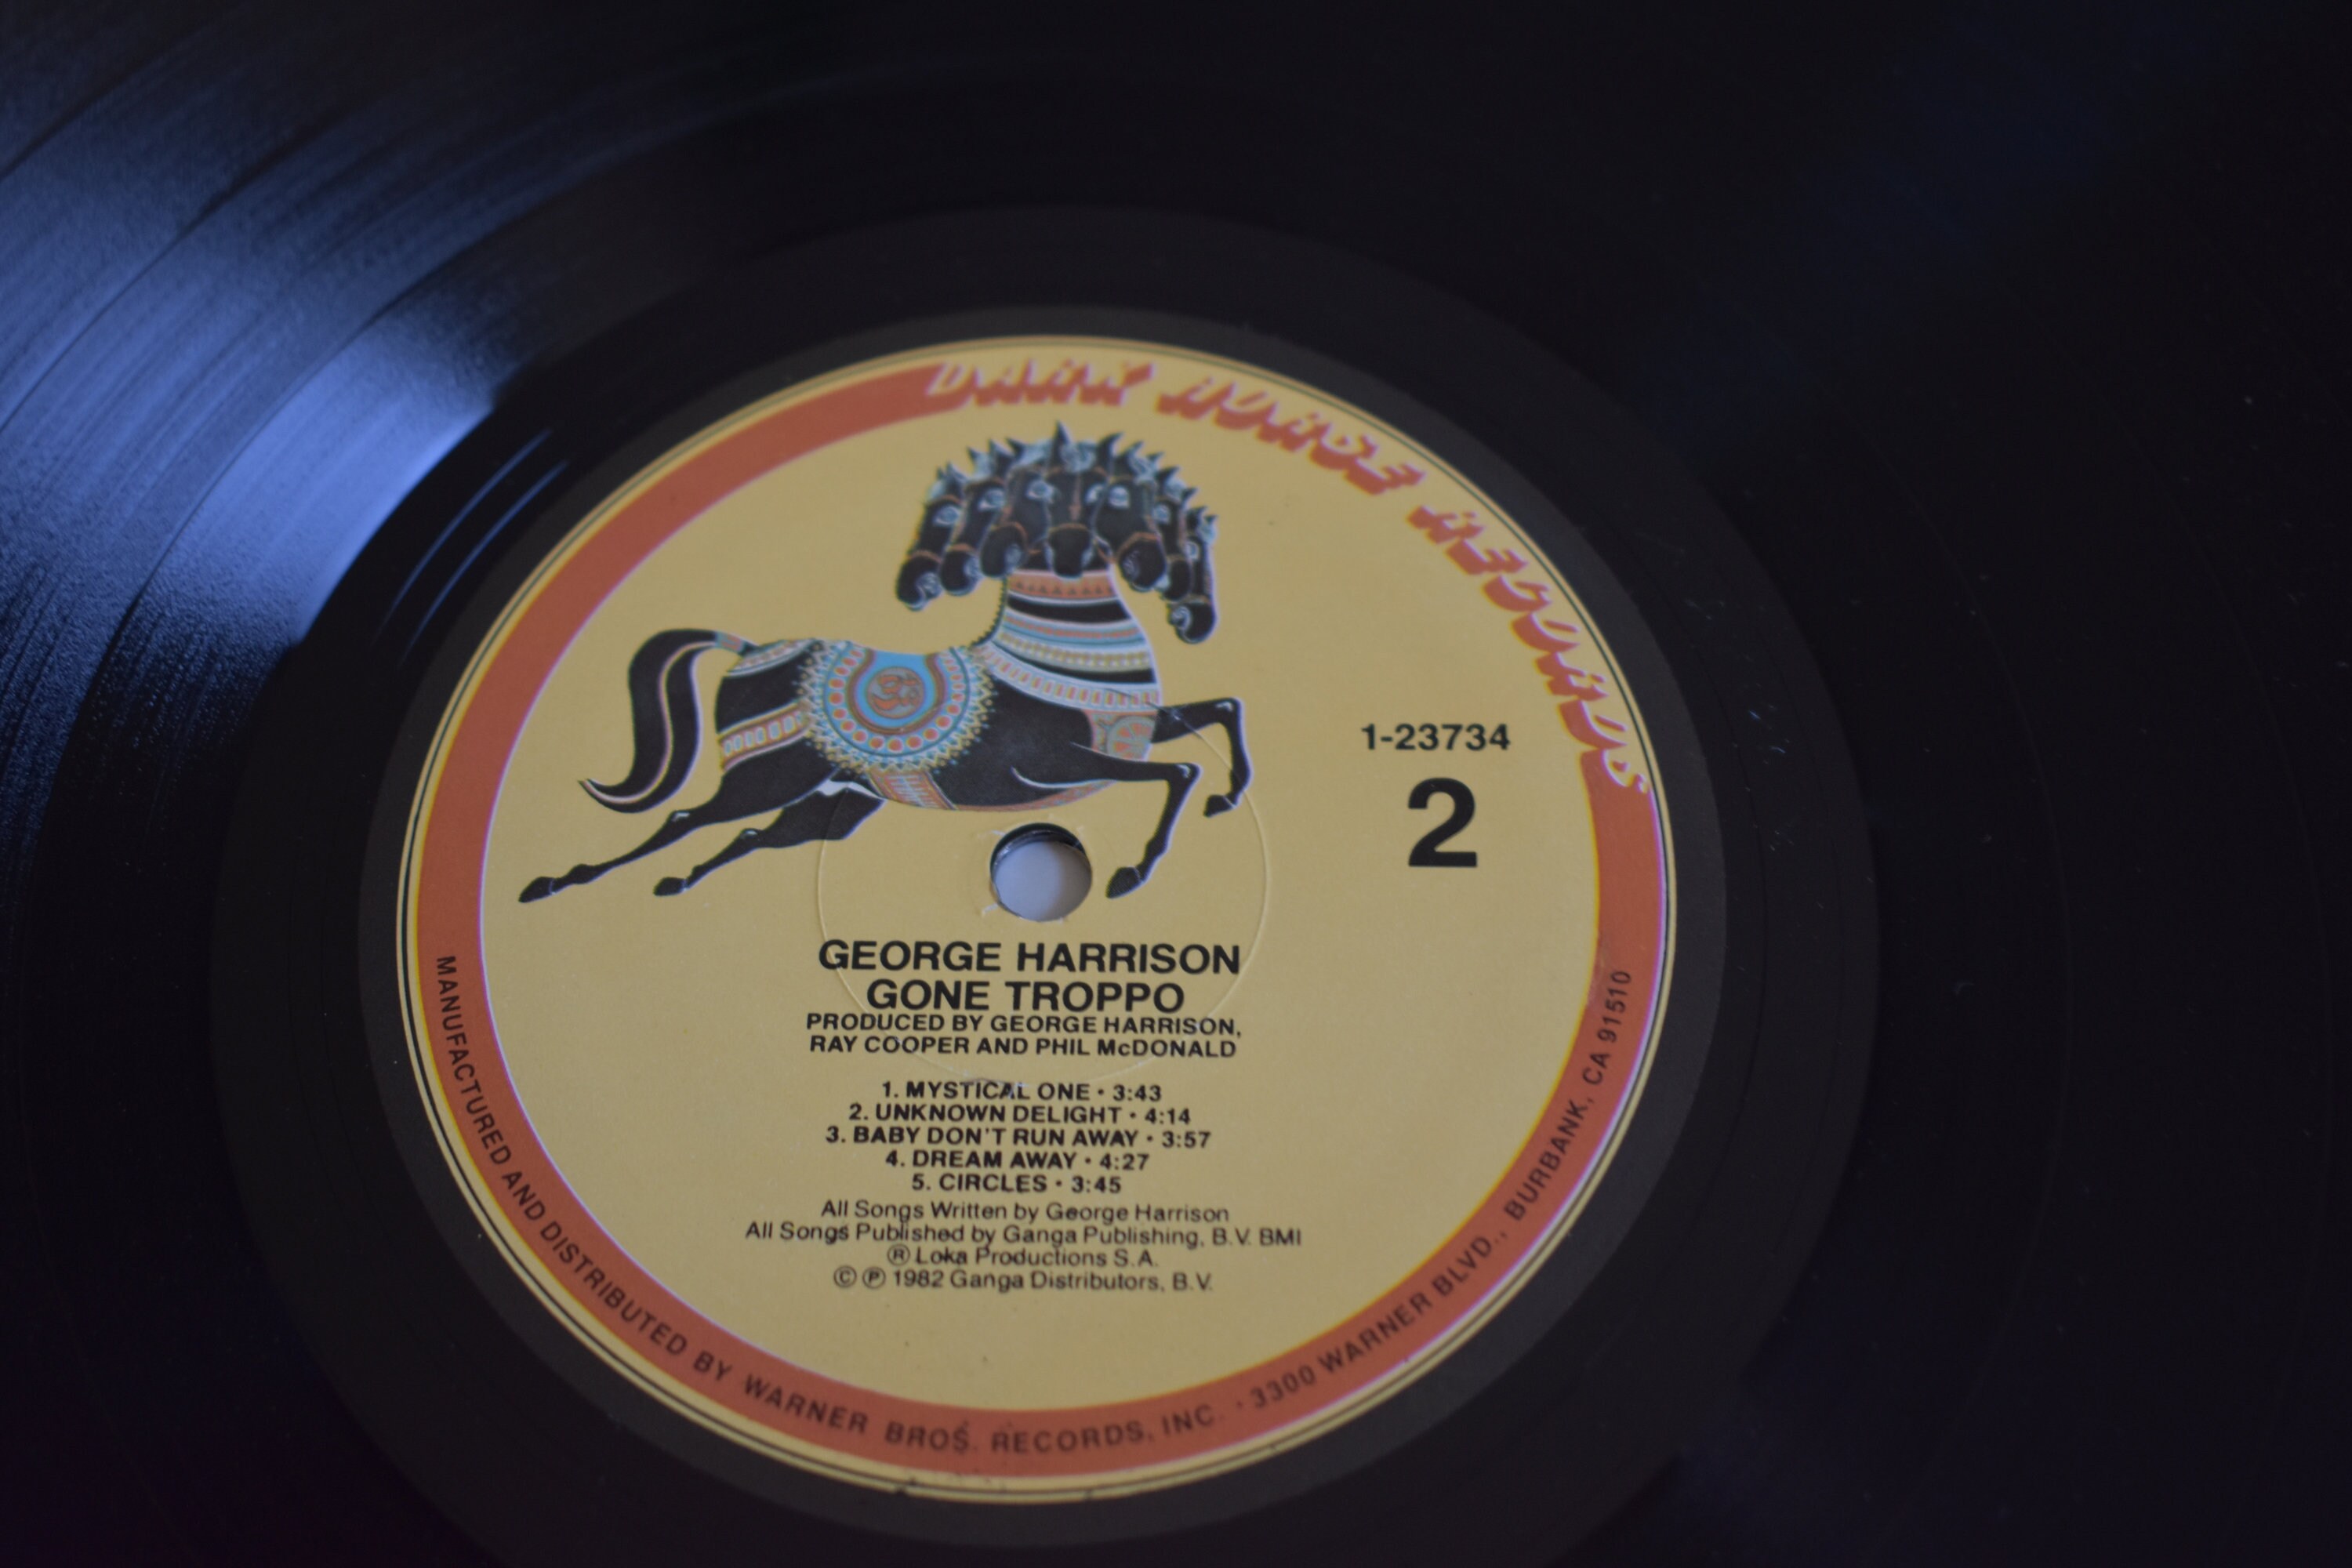 DARK HORSE RECORDS
1-23734
2
GEORGE HARRISON
GONE TROPPO
PRODUCED BY GEORGE HARRISON,
RAY COOPER AND PHIL McDONALD
1. MYSTICAL ONE • 3:43
2. UNKNOWN DELIGHT • 4:14
3. BABY DON'T RUN AWAY • 3:57
4. DREAM AWAY • 4:27
5. CIRCLES • 3:45
All Songs Written by George Harrison
All Songs Published by Ganga Publishing, B.V. BMI
Ⓡ Loka Productions S.A.
Ⓒ Ⓟ 1982 Ganga Distributors, B.V.
MANUFACTURED AND DISTRIBUTED BY WARNER BROS. RECORDS, INC. • 3300 WARNER BLVD., BURBANK, CA 91510